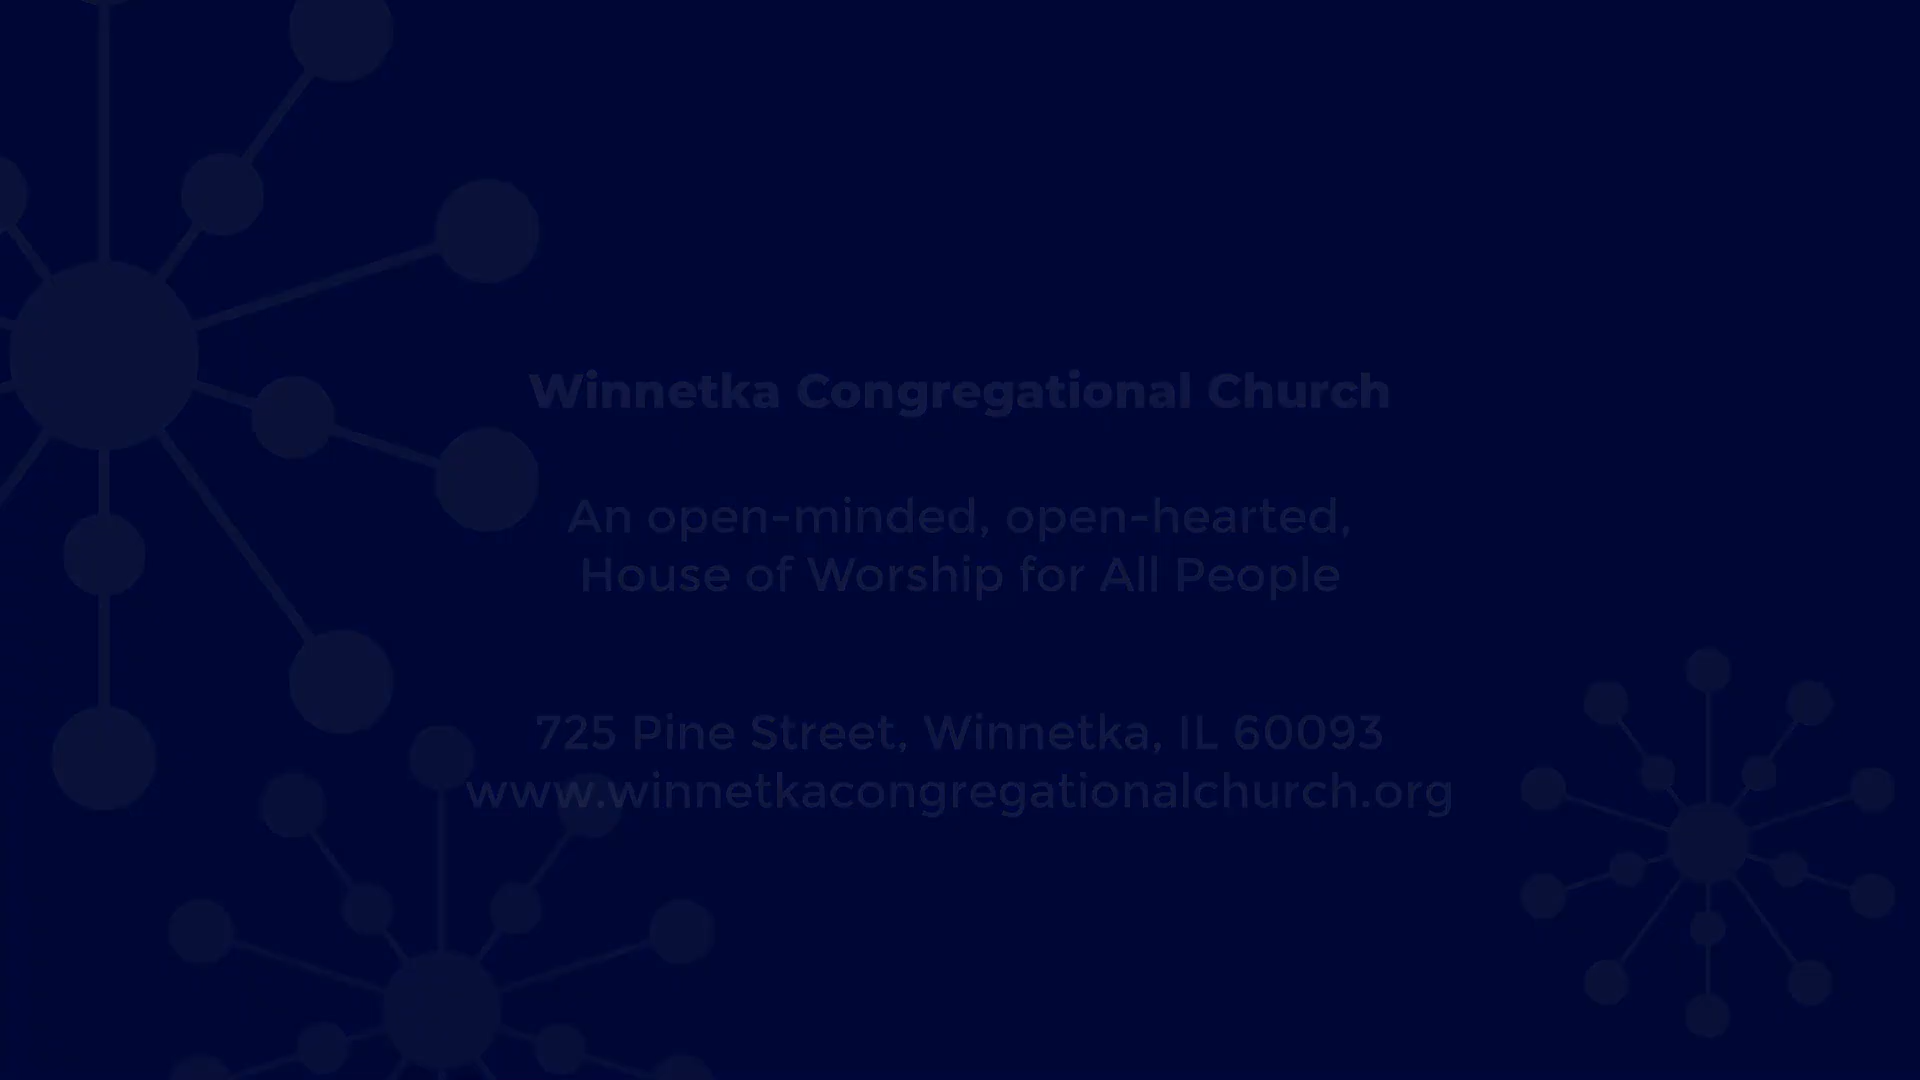 Winnetka Congregational Church
An open-minded, open-hearted,
House of Worship for All People
725 Pine Street, Winnetka, IL 60093
www.winnetkacongregationalchurch.org